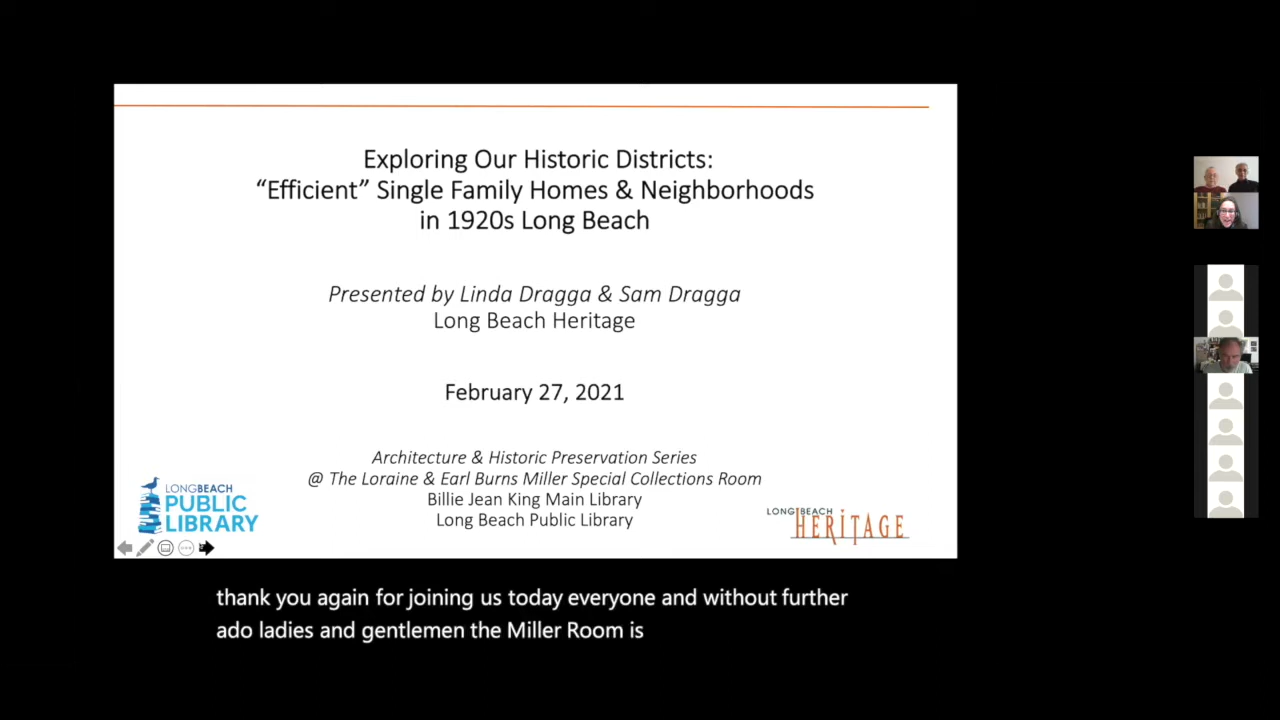 Exploring Our Historic Districts:
“Efficient” Single Family Homes & Neighborhoods
in 1920s Long Beach
Presented by Linda Dragga & Sam Dragga
Long Beach Heritage
February 27, 2021
Architecture & Historic Preservation Series
@ The Loraine & Earl Burns Miller Special Collections Room
Billie Jean King Main Library
Long Beach Public Library
LONGBEACH
PUBLIC
LIBRARY
LONG BEACH
HERITAGE
thank you again for joining us today everyone and without further
ado ladies and gentlemen the Miller Room is